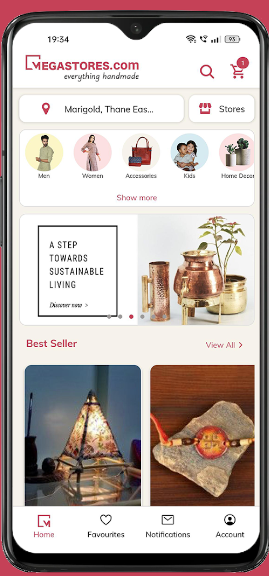 19:34
93
MEGASTORES.com
everything handmade
1
Marigold, Thane Eas...
Stores
Men
Women
Accessories
Kids
Home Decor
Show more
A STEP
TOWARDS
SUSTAINABLE
LIVING
Discover now >
Best Seller
View All >
Home
Favourites
Notifications
Account